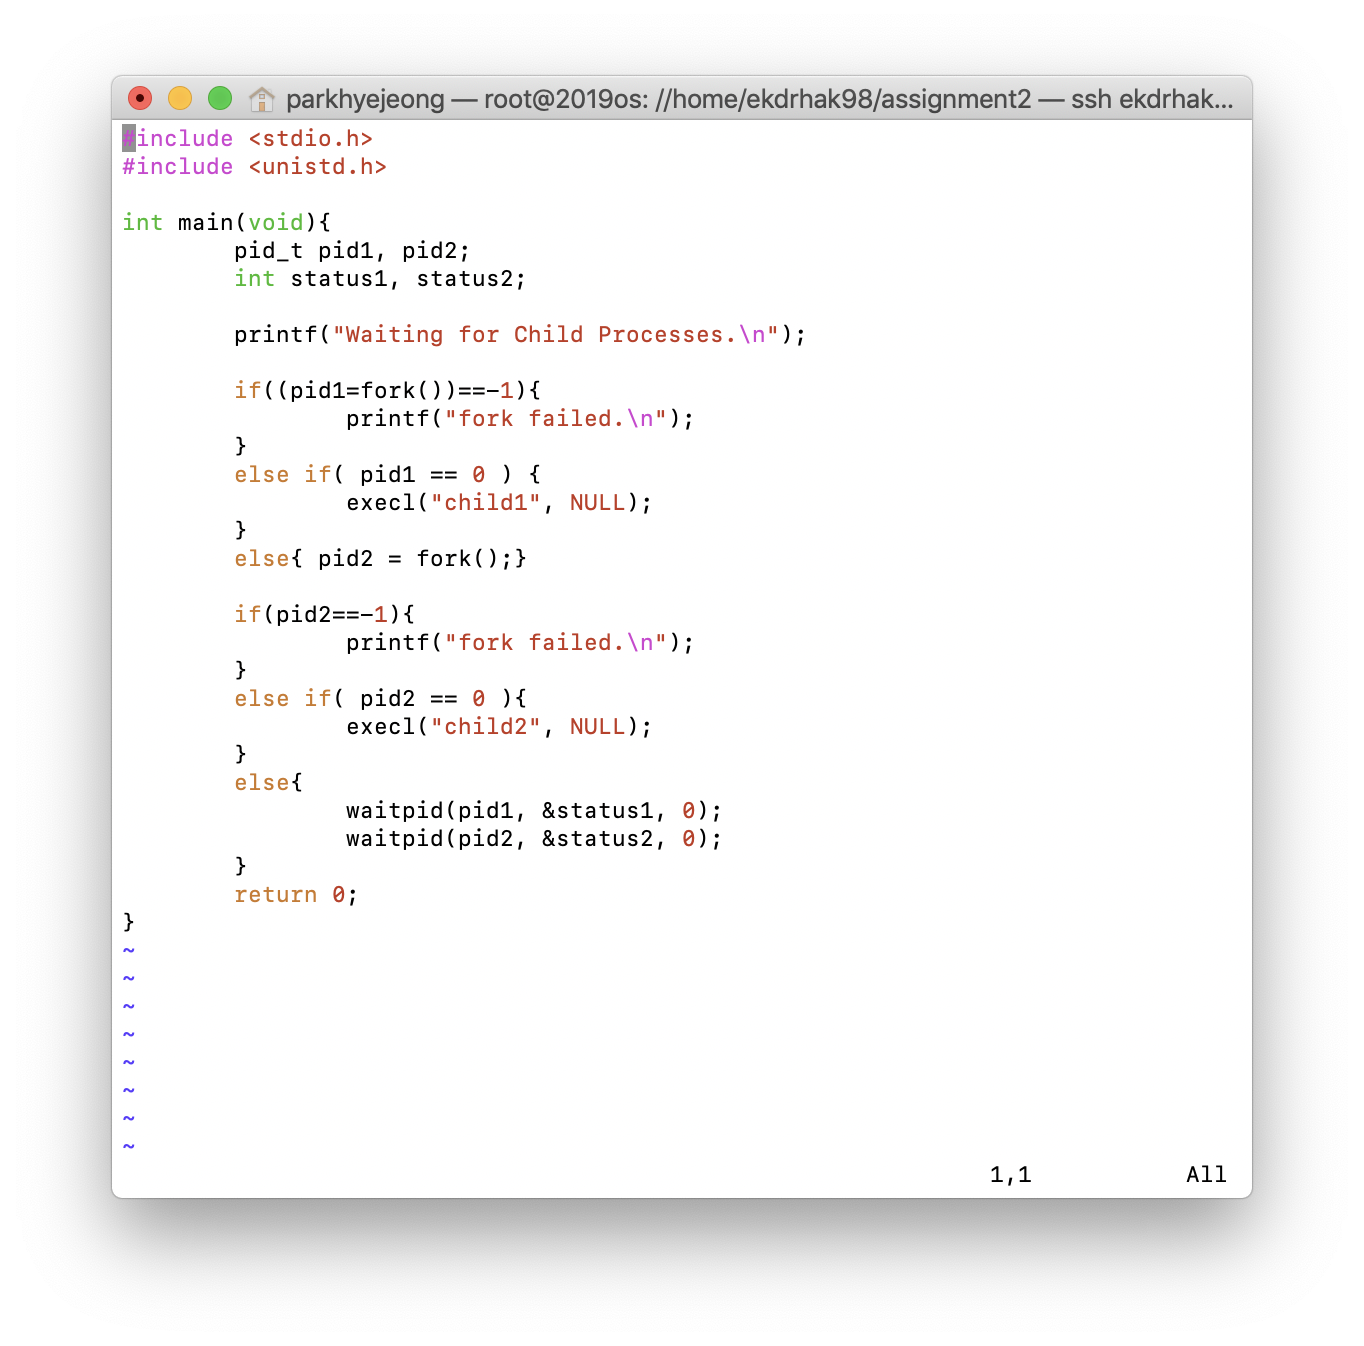 parkhyejeong — root@2019os: //home/ekdrhak98/assignment2 — ssh ekdrhak...
#include <stdio.h>
#include <unistd.h>
int main(void){
pid_t pid1, pid2;
int status1, status2;
printf("Waiting for Child Processes.\n");
if((pid1=fork())==-1){
printf("fork failed.\n");
}
else if( pid1 == 0 ) {
execl("child1", NULL);
}
else{ pid2 = fork();}
if(pid2==-1){
printf("fork failed.\n");
}
else if( pid2 == 0 ){
execl("child2", NULL);
}
else{
waitpid(pid1, &status1, 0);
waitpid(pid2, &status2, 0);
}
return 0;
}
~
~
~
~
~
~
~
~
1,1 All